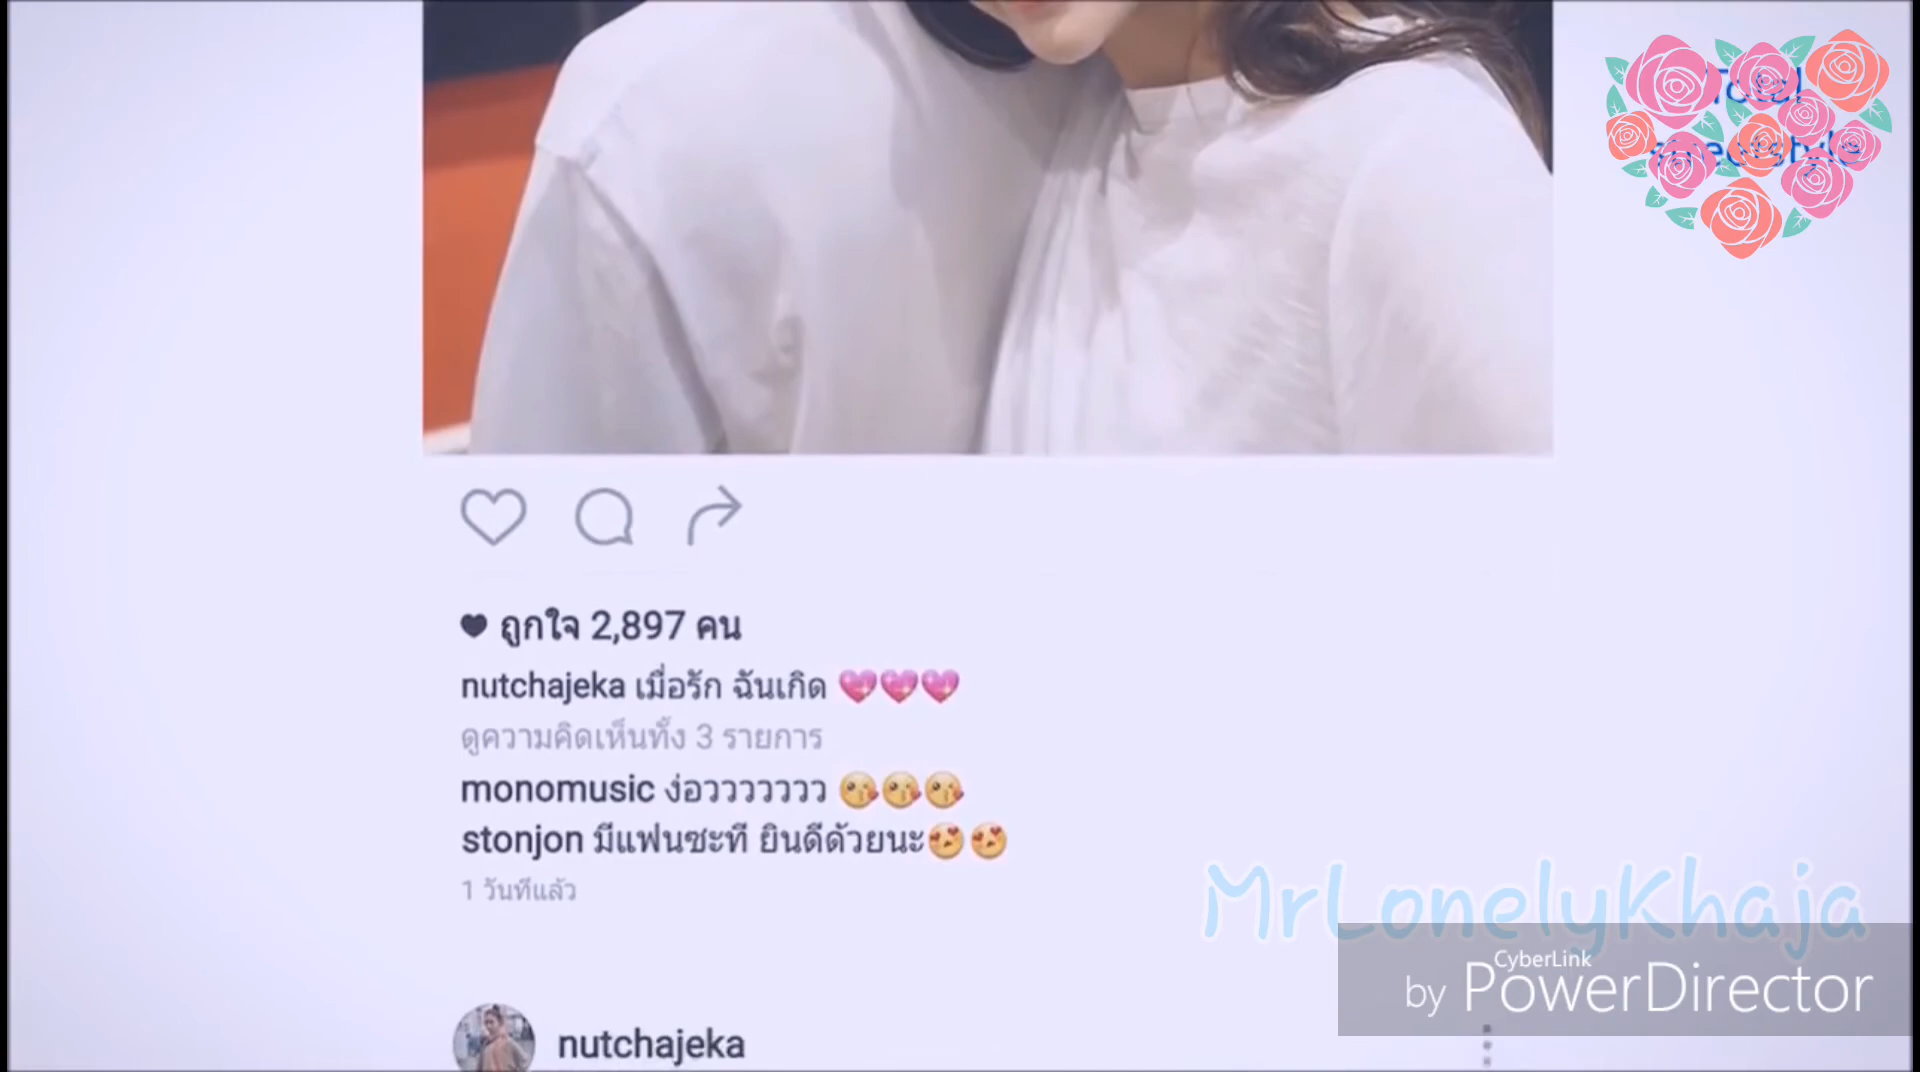 Total
ถูกใจ 2,897 คน
nutchajeka เมื่อรัก ฉันเกิด 💖💖💖
ดูความคิดเห็นทั้ง 3 รายการ
monomusic ง่อววววววว 😘😘😘
stonjon มีแฟนซะที ยินดีด้วยนะ😍😍
1 วันที่แล้ว
MrLonelyKhaja
CyberLink
by PowerDirector
nutchajeka